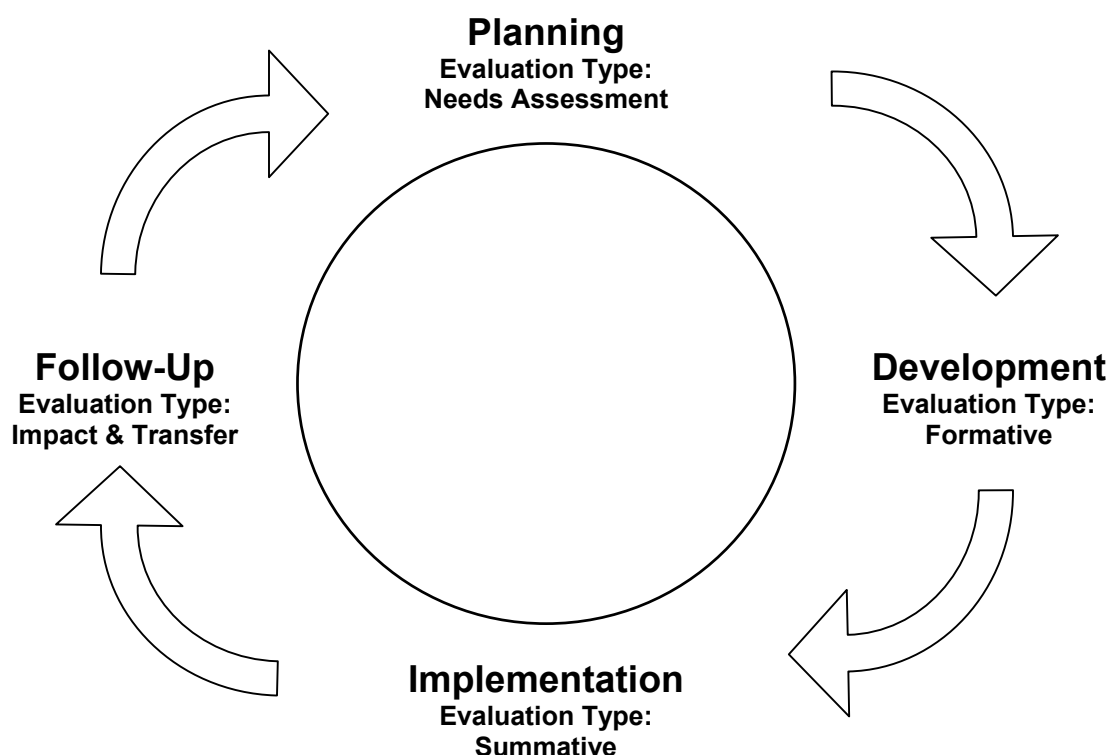 Planning
Evaluation Type:
Needs Assessment
Follow-Up
Evaluation Type:
Impact & Transfer
Development
Evaluation Type:
Formative
Implementation
Evaluation Type:
Summative